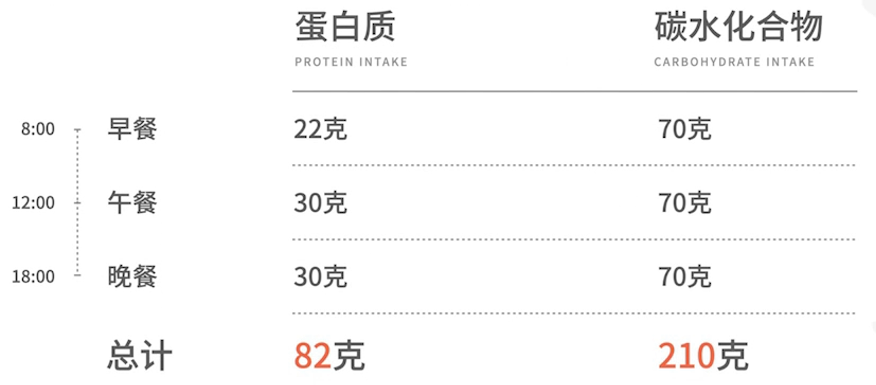 蛋白质 碳水化合物
PROTEIN INTAKE CARBOHYDRATE INTAKE
8:00 早餐 22克 70克
12:00 午餐 30克 70克
18:00 晚餐 30克 70克
总计 82克 210克